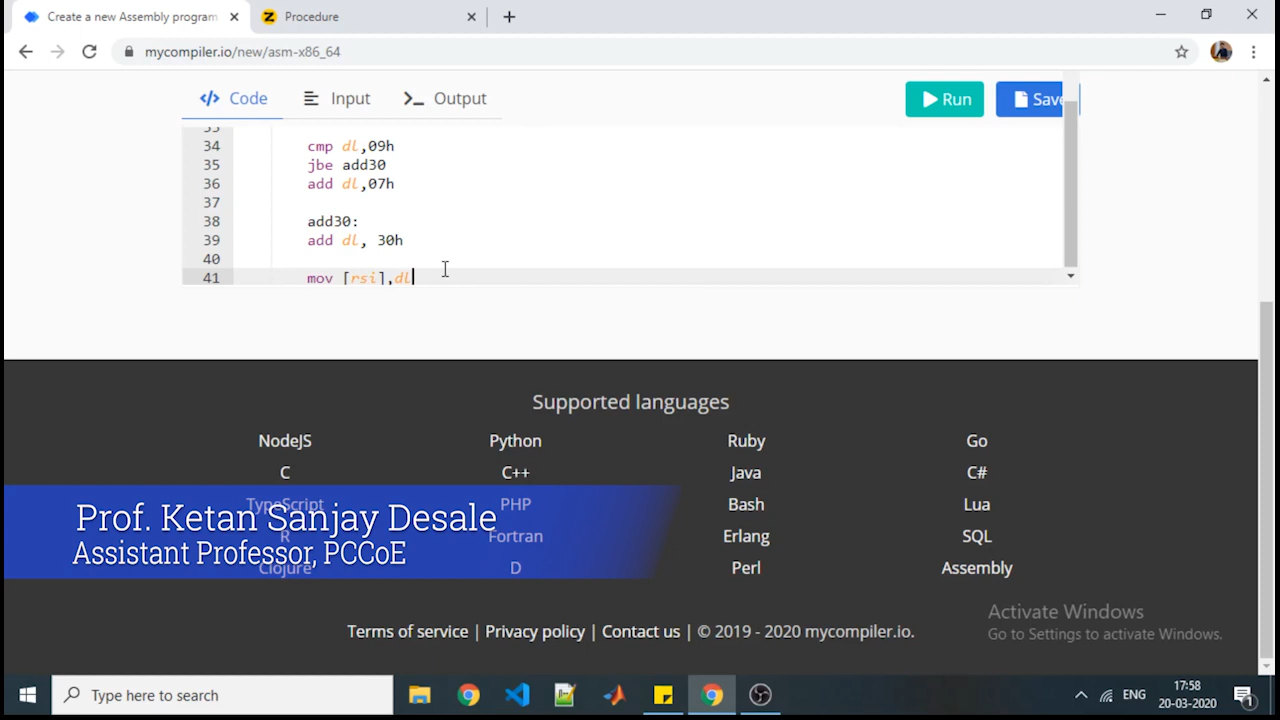 Create a new Assembly program
Procedure
mycompiler.io/new/asm-x86_64
Code
Input
Output
Run
Save
33
34 cmp dl,09h
35 jbe add30
36 add dl,07h
37
38 add30:
39 add dl, 30h
40
41 mov [rsi],dl
Supported languages
NodeJS Python Ruby Go
C C++ Java C#
TypeScript PHP Bash Lua
R Fortran Erlang SQL
Clojure D Perl Assembly
Prof. Ketan Sanjay Desale
Assistant Professor, PCCoE
Terms of service | Privacy policy | Contact us | © 2019 - 2020 mycompiler.io.
Activate Windows
Go to Settings to activate Windows.
Type here to search
ENG
17:58
20-03-2020
1